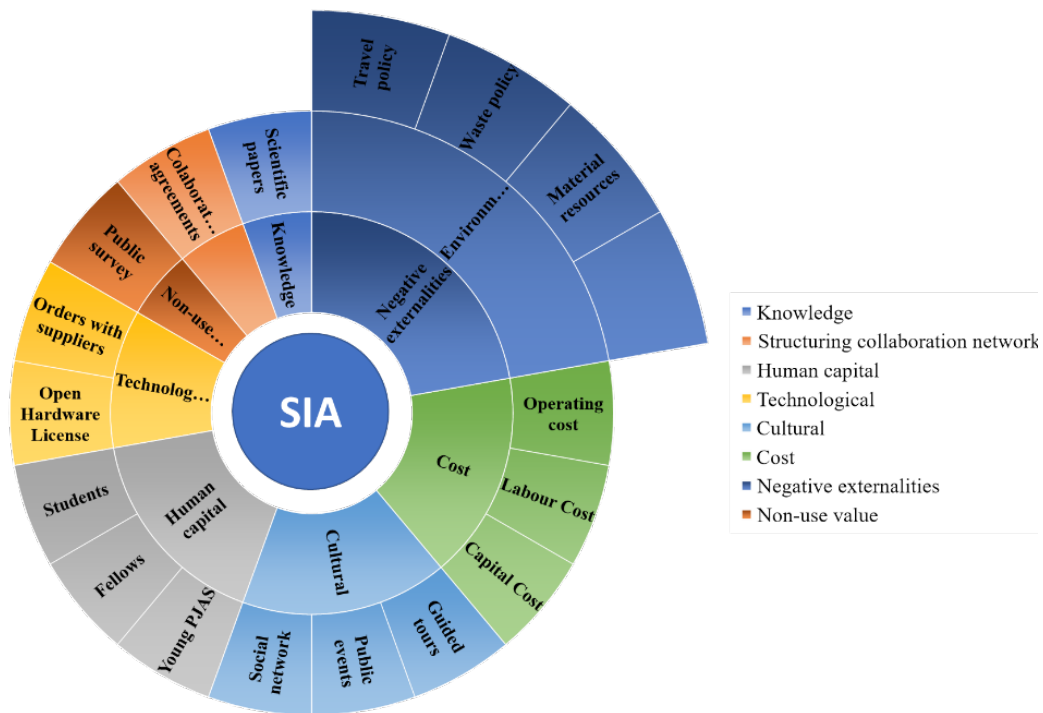 Travel
policy
Waste policy
Material
resources
Environm...
Negative
externalities
Operating
cost
Labour Cost
Capital Cost
Cost
Guided
tours
Public
events
Social
network
Cultural
Young PJAS
Fellows
Students
Human
capital
Open
Hardware
License
Orders with
suppliers
Technolog...
Public
survey
Non-use...
Colaborat...
agreements
Scientific
papers
Knowledge
SIA
Knowledge
Structuring collaboration network
Human capital
Technological
Cultural
Cost
Negative externalities
Non-use value